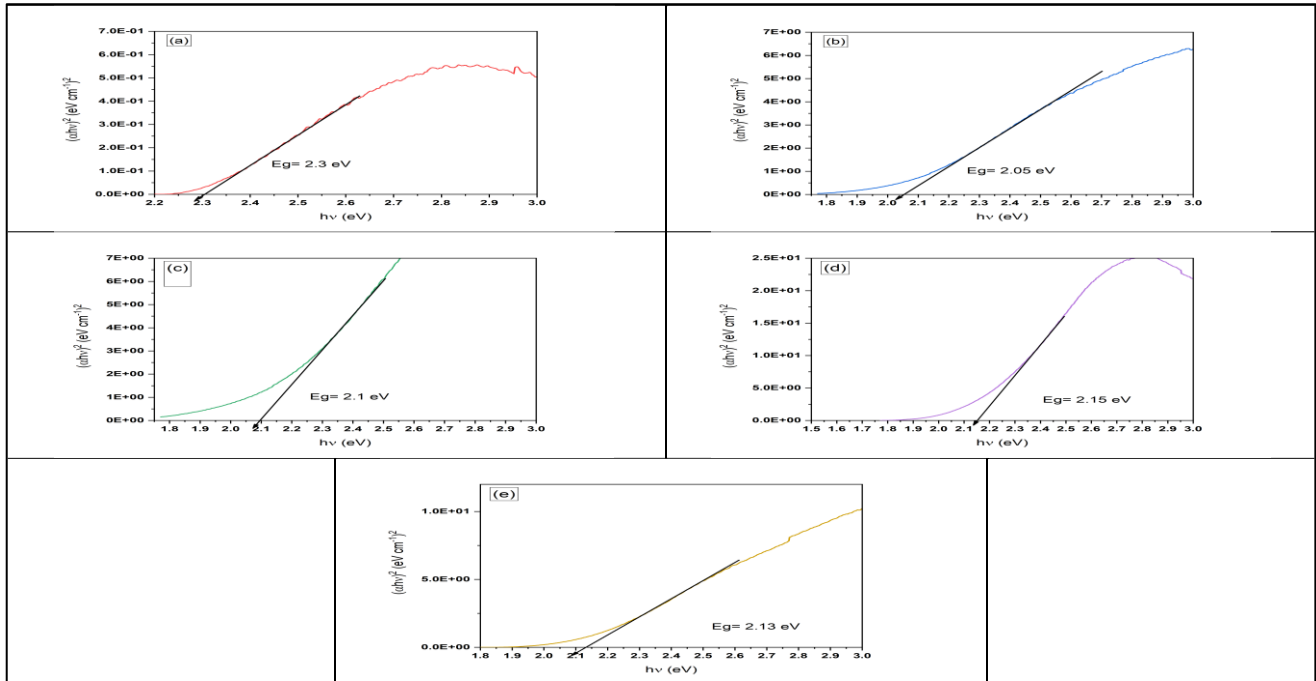 (a)
(αhν)² (eV cm⁻¹)²
7.0E-01
6.0E-01
5.0E-01
4.0E-01
3.0E-01
2.0E-01
1.0E-01
0.0E+00
Eg= 2.3 eV
2.2 2.3 2.4 2.5 2.6 2.7 2.8 2.9 3.0
hν (eV)
(b)
(αhν)² (eV cm⁻¹)²
7E+00
6E+00
5E+00
4E+00
3E+00
2E+00
1E+00
0E+00
Eg= 2.05 eV
1.8 1.9 2.0 2.1 2.2 2.3 2.4 2.5 2.6 2.7 2.8 2.9 3.0
hν (eV)
(c)
(αhν)² (eV cm⁻¹)²
7E+00
6E+00
5E+00
4E+00
3E+00
2E+00
1E+00
0E+00
Eg= 2.1 eV
1.8 1.9 2.0 2.1 2.2 2.3 2.4 2.5 2.6 2.7 2.8 2.9 3.0
hν (eV)
(d)
(αhν)² (eV cm⁻¹)²
2.5E+01
2.0E+01
1.5E+01
1.0E+01
5.0E+00
0.0E+00
Eg= 2.15 eV
1.5 1.6 1.7 1.8 1.9 2.0 2.1 2.2 2.3 2.4 2.5 2.6 2.7 2.8 2.9 3.0
hν (eV)
(e)
(αhν)² (eV cm⁻¹)²
1.0E+01
5.0E+00
0.0E+00
Eg= 2.13 eV
1.8 1.9 2.0 2.1 2.2 2.3 2.4 2.5 2.6 2.7 2.8 2.9 3.0
hν (eV)